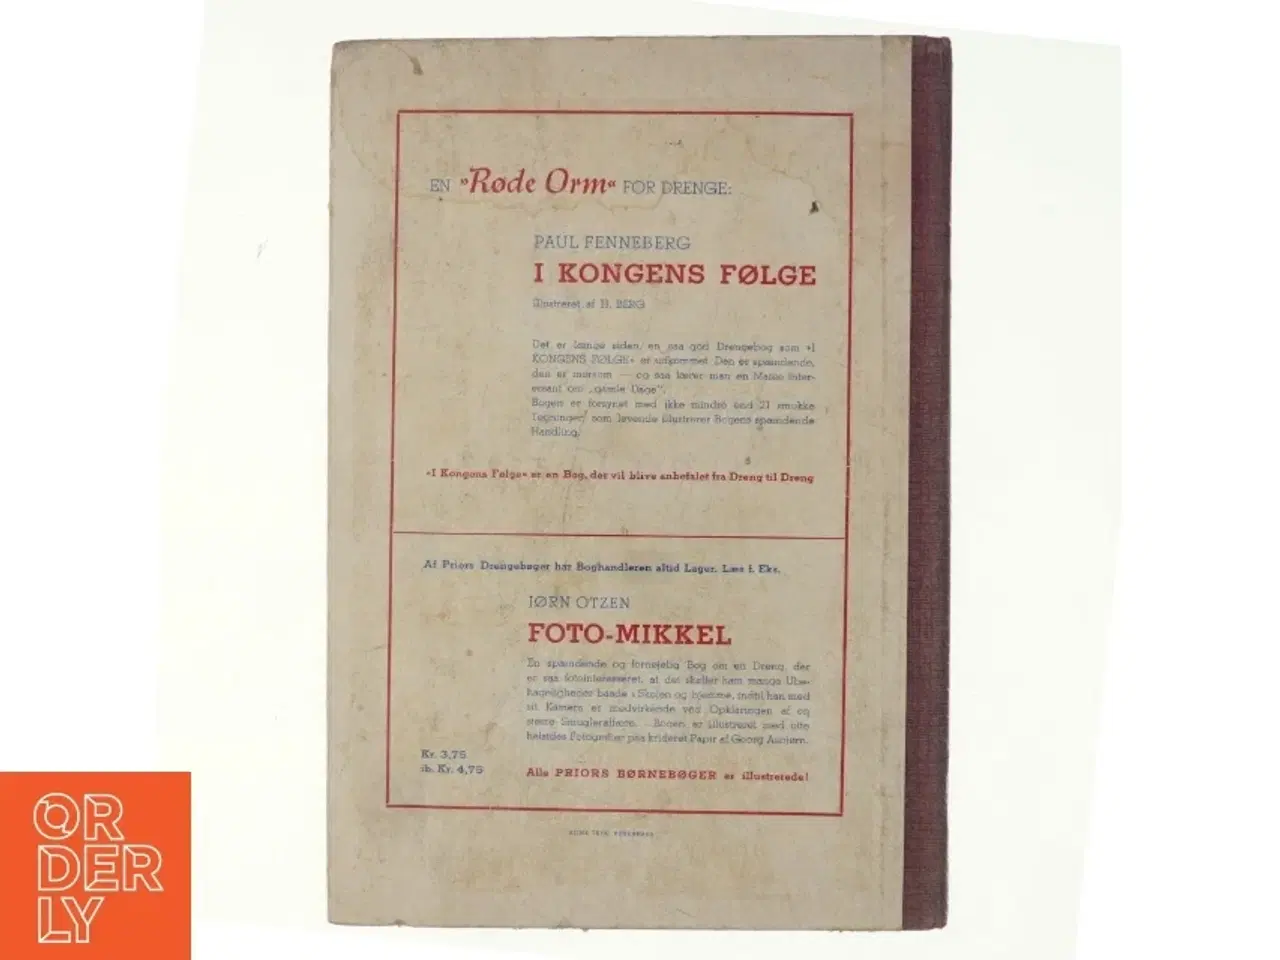 EN »Røde Orm« FOR DRENGE:
PAUL FENNEBERG
I KONGENS FØLGE
illustreret af H. BERG
Det er længe siden, en saa god Drengebog som »I
KONGENS FØLGE« er udkommet. Den er spændende,
den er morsom — og saa lærer man en Masse inter-
essant om „gamle Dage".
Bogen er forsynet med ikke mindre end 21 smukke
Tegninger, som levende illustrerer Bogens spændende
Handling.
»I Kongens Følge« er en Bog, der vil blive anbefalet fra Dreng til Dreng
Af Priors Drengebøger har Boghandleren altid Lager. Læs f. Eks.
JØRN OTZEN
FOTO-MIKKEL
En spændende og fornøjelig Bog om en Dreng, der
er saa fotointeresseret, at det skaffer ham mange Ube-
hageligheder baade i Skolen og hjemme, indtil han med
sit Kamera er medvirkende ved Opklaringen af en
større Smugleraffære. Bogen er illustreret med otte
helsides Fotografier paa krideret Papir af
Kr. 3,75
ib. Kr. 4,75
Alle PRIORS BØRNEBØGER er illustrerede!
ORDERLY